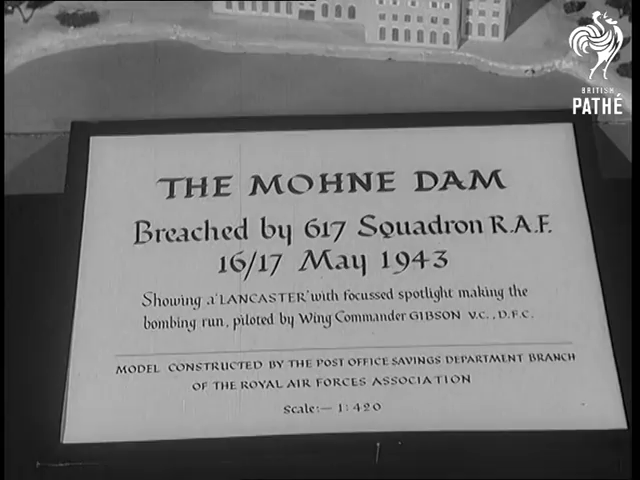 BRITISH
PATHÉ
THE MOHNE DAM
Breached by 617 Squadron R.A.F.
16/17 May 1943
Showing a 'LANCASTER' with focussed spotlight making the
bombing run, piloted by Wing Commander GIBSON V.C., D.F.C.
MODEL CONSTRUCTED BY THE POST OFFICE SAVINGS DEPARTMENT BRANCH
OF THE ROYAL AIR FORCES ASSOCIATION
Scale:— 1:420